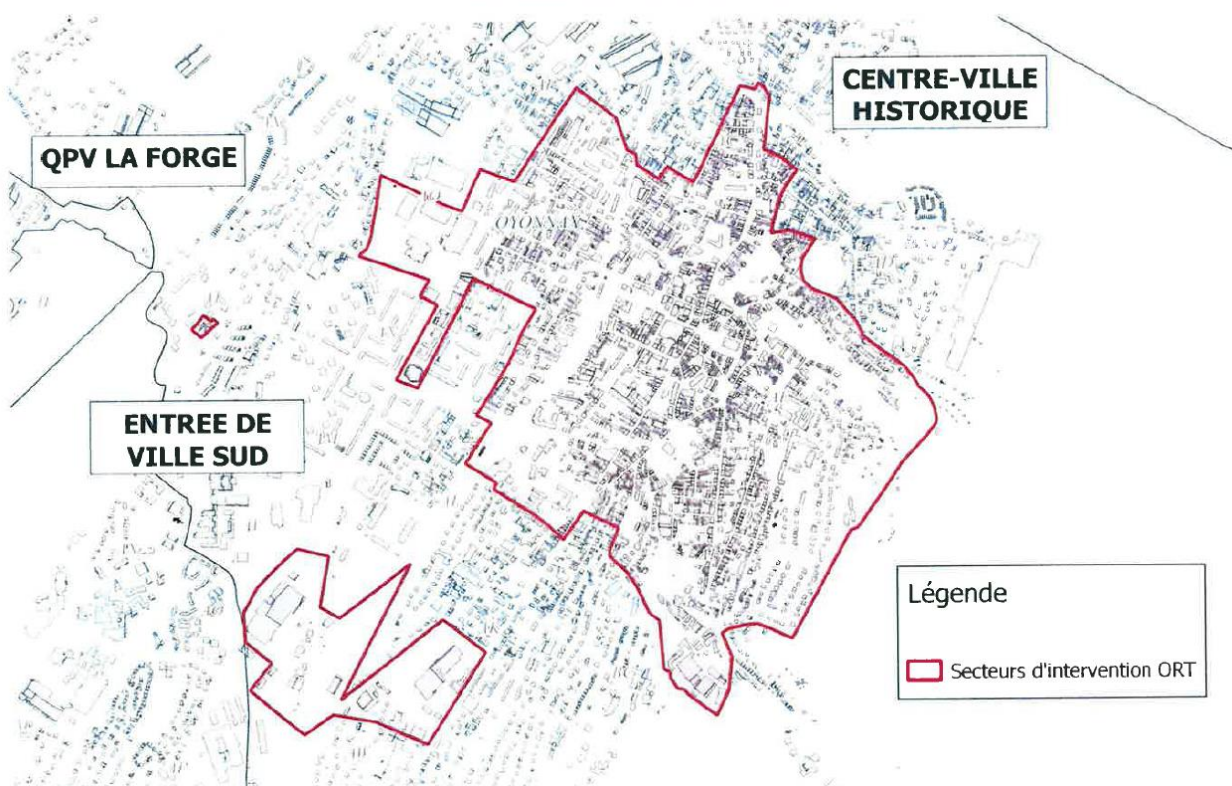 CENTRE-VILLE
HISTORIQUE
QPV LA FORGE
OYONNAX
ENTREE DE
VILLE SUD
Légende
Secteurs d'intervention ORT